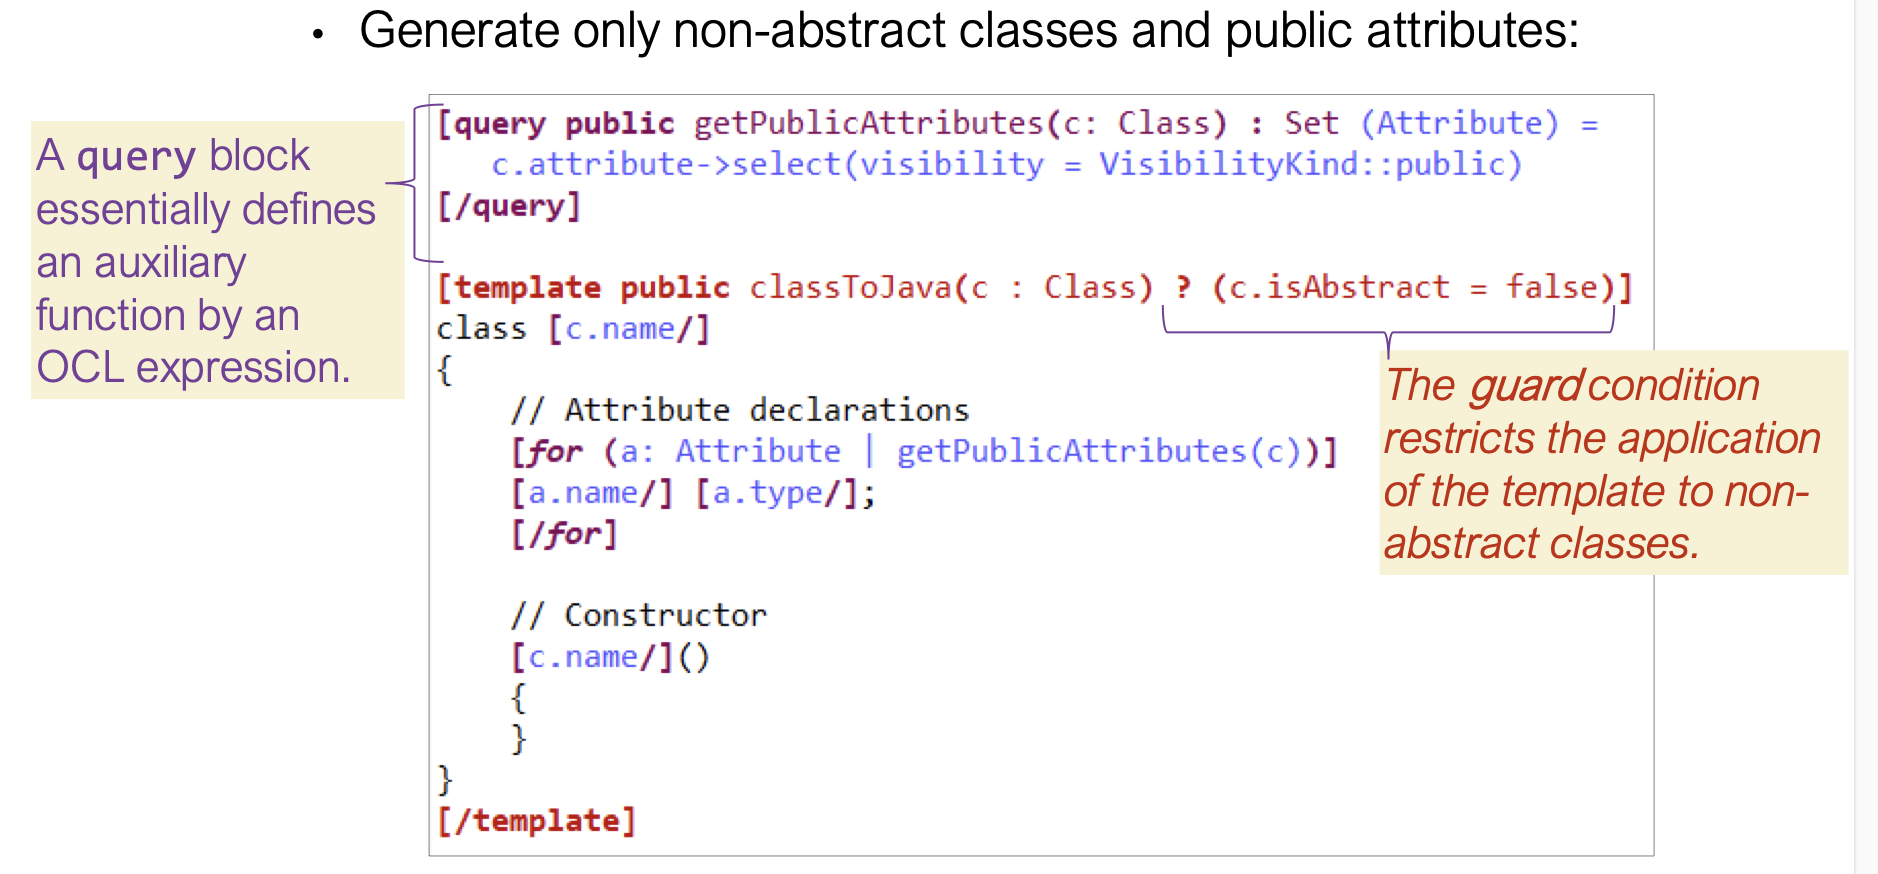 • Generate only non-abstract classes and public attributes:
A query block
essentially defines
an auxiliary
function by an
OCL expression.
[query public getPublicAttributes(c: Class) : Set (Attribute) =
c.attribute->select(visibility = VisibilityKind::public)
[/query]
[template public classToJava(c : Class) ? (c.isAbstract = false)]
class [c.name/]
{
// Attribute declarations
[for (a: Attribute | getPublicAttributes(c))]
[a.name/] [a.type/];
[/for]
// Constructor
[c.name/]()
{
}
}
[/template]
The guard condition
restricts the application
of the template to non-
abstract classes.